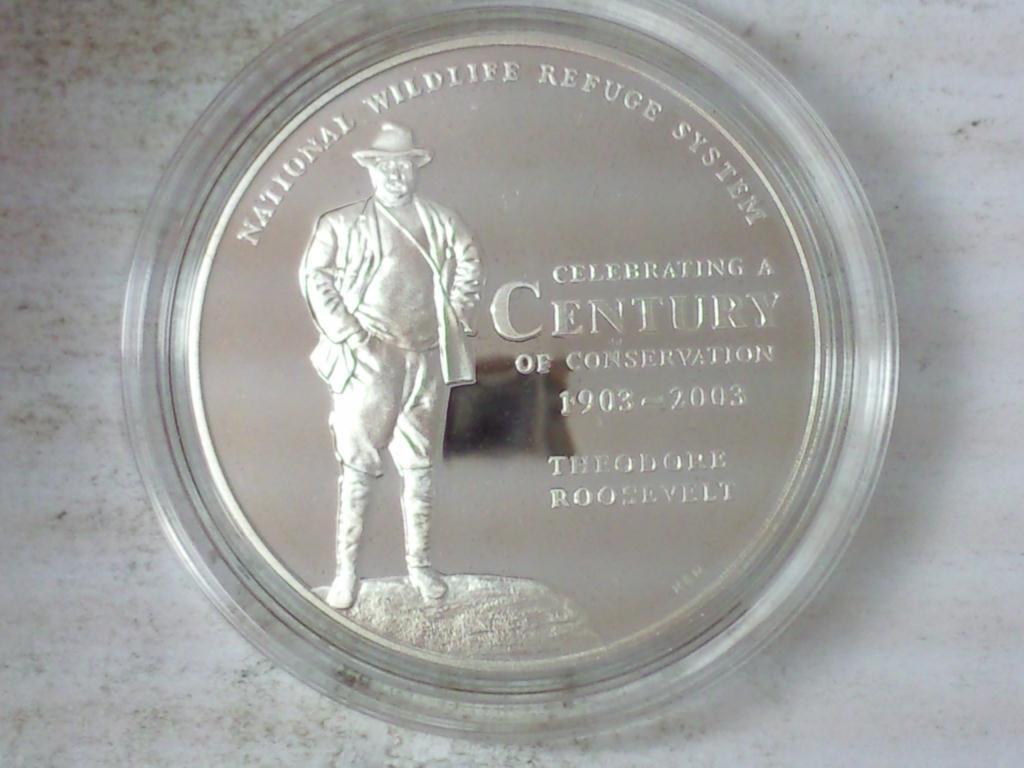 NATIONAL WILDLIFE REFUGE SYSTEM
CELEBRATING A
CENTURY
OF CONSERVATION
1903-2003
THEODORE
ROOSEVELT